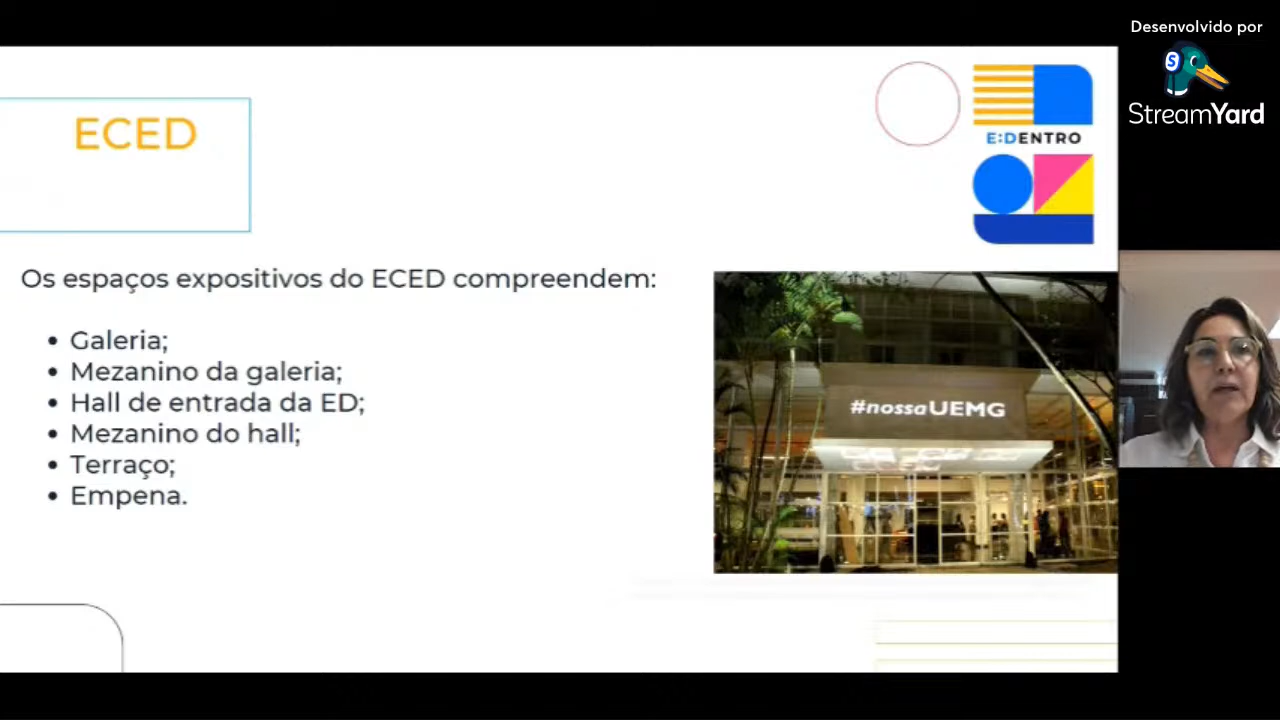 Desenvolvido por
StreamYard
ECED
E:DENTRO
Os espaços expositivos do ECED compreendem:
• Galeria;
• Mezanino da galeria;
• Hall de entrada da ED;
• Mezanino do hall;
• Terraço;
• Empena.
#nossaUEMG